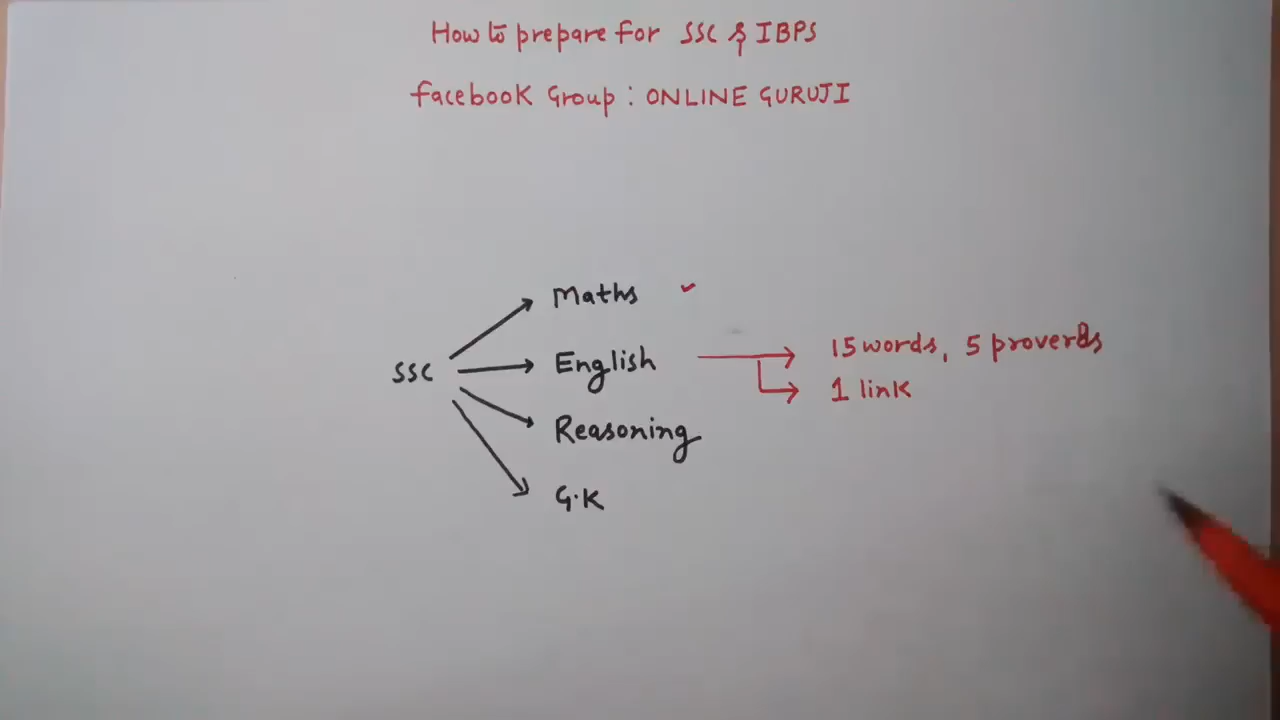 How to prepare for SSC & IBPS
facebook Group : ONLINE GURUJI
SSC
Maths
English
15 words, 5 proverbs
1 link
Reasoning
G.K